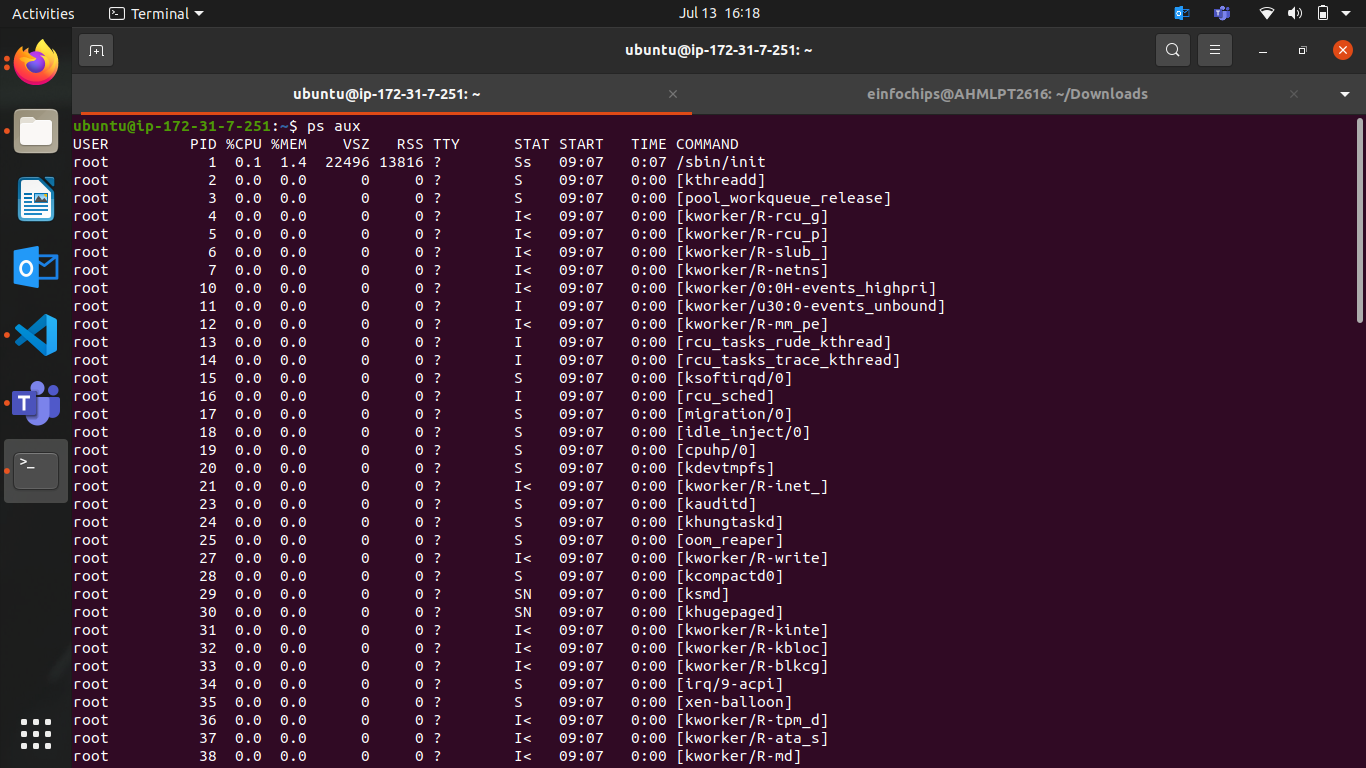 Activities Terminal Jul 13 16:18
ubuntu@ip-172-31-7-251: ~
ubuntu@ip-172-31-7-251: ~ × einfochips@AHMLPT2616: ~/Downloads ×
ubuntu@ip-172-31-7-251:~$ ps aux
USER PID %CPU %MEM VSZ RSS TTY STAT START TIME COMMAND
root 1 0.1 1.4 22496 13816 ? Ss 09:07 0:07 /sbin/init
root 2 0.0 0.0 0 0 ? S 09:07 0:00 [kthreadd]
root 3 0.0 0.0 0 0 ? S 09:07 0:00 [pool_workqueue_release]
root 4 0.0 0.0 0 0 ? I< 09:07 0:00 [kworker/R-rcu_g]
root 5 0.0 0.0 0 0 ? I< 09:07 0:00 [kworker/R-rcu_p]
root 6 0.0 0.0 0 0 ? I< 09:07 0:00 [kworker/R-slub_]
root 7 0.0 0.0 0 0 ? I< 09:07 0:00 [kworker/R-netns]
root 10 0.0 0.0 0 0 ? I< 09:07 0:00 [kworker/0:0H-events_highpri]
root 11 0.0 0.0 0 0 ? I 09:07 0:00 [kworker/u30:0-events_unbound]
root 12 0.0 0.0 0 0 ? I< 09:07 0:00 [kworker/R-mm_pe]
root 13 0.0 0.0 0 0 ? I 09:07 0:00 [rcu_tasks_rude_kthread]
root 14 0.0 0.0 0 0 ? I 09:07 0:00 [rcu_tasks_trace_kthread]
root 15 0.0 0.0 0 0 ? S 09:07 0:00 [ksoftirqd/0]
root 16 0.0 0.0 0 0 ? I 09:07 0:00 [rcu_sched]
root 17 0.0 0.0 0 0 ? S 09:07 0:00 [migration/0]
root 18 0.0 0.0 0 0 ? S 09:07 0:00 [idle_inject/0]
root 19 0.0 0.0 0 0 ? S 09:07 0:00 [cpuhp/0]
root 20 0.0 0.0 0 0 ? S 09:07 0:00 [kdevtmpfs]
root 21 0.0 0.0 0 0 ? I< 09:07 0:00 [kworker/R-inet_]
root 23 0.0 0.0 0 0 ? S 09:07 0:00 [kauditd]
root 24 0.0 0.0 0 0 ? S 09:07 0:00 [khungtaskd]
root 25 0.0 0.0 0 0 ? S 09:07 0:00 [oom_reaper]
root 27 0.0 0.0 0 0 ? I< 09:07 0:00 [kworker/R-write]
root 28 0.0 0.0 0 0 ? S 09:07 0:00 [kcompactd0]
root 29 0.0 0.0 0 0 ? SN 09:07 0:00 [ksmd]
root 30 0.0 0.0 0 0 ? SN 09:07 0:00 [khugepaged]
root 31 0.0 0.0 0 0 ? I< 09:07 0:00 [kworker/R-kinte]
root 32 0.0 0.0 0 0 ? I< 09:07 0:00 [kworker/R-kbloc]
root 33 0.0 0.0 0 0 ? I< 09:07 0:00 [kworker/R-blkcg]
root 34 0.0 0.0 0 0 ? S 09:07 0:00 [irq/9-acpi]
root 35 0.0 0.0 0 0 ? S 09:07 0:00 [xen-balloon]
root 36 0.0 0.0 0 0 ? I< 09:07 0:00 [kworker/R-tpm_d]
root 37 0.0 0.0 0 0 ? I< 09:07 0:00 [kworker/R-ata_s]
root 38 0.0 0.0 0 0 ? I< 09:07 0:00 [kworker/R-md]